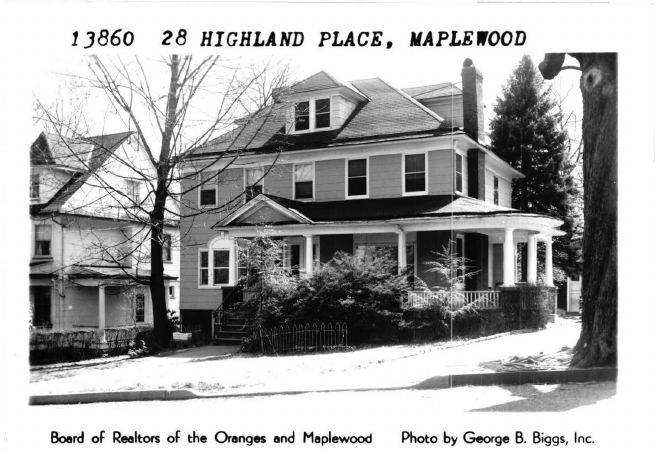 13860 28 HIGHLAND PLACE, MAPLEWOOD
Board of Realtors of the Oranges and Maplewood Photo by George B. Biggs, Inc.